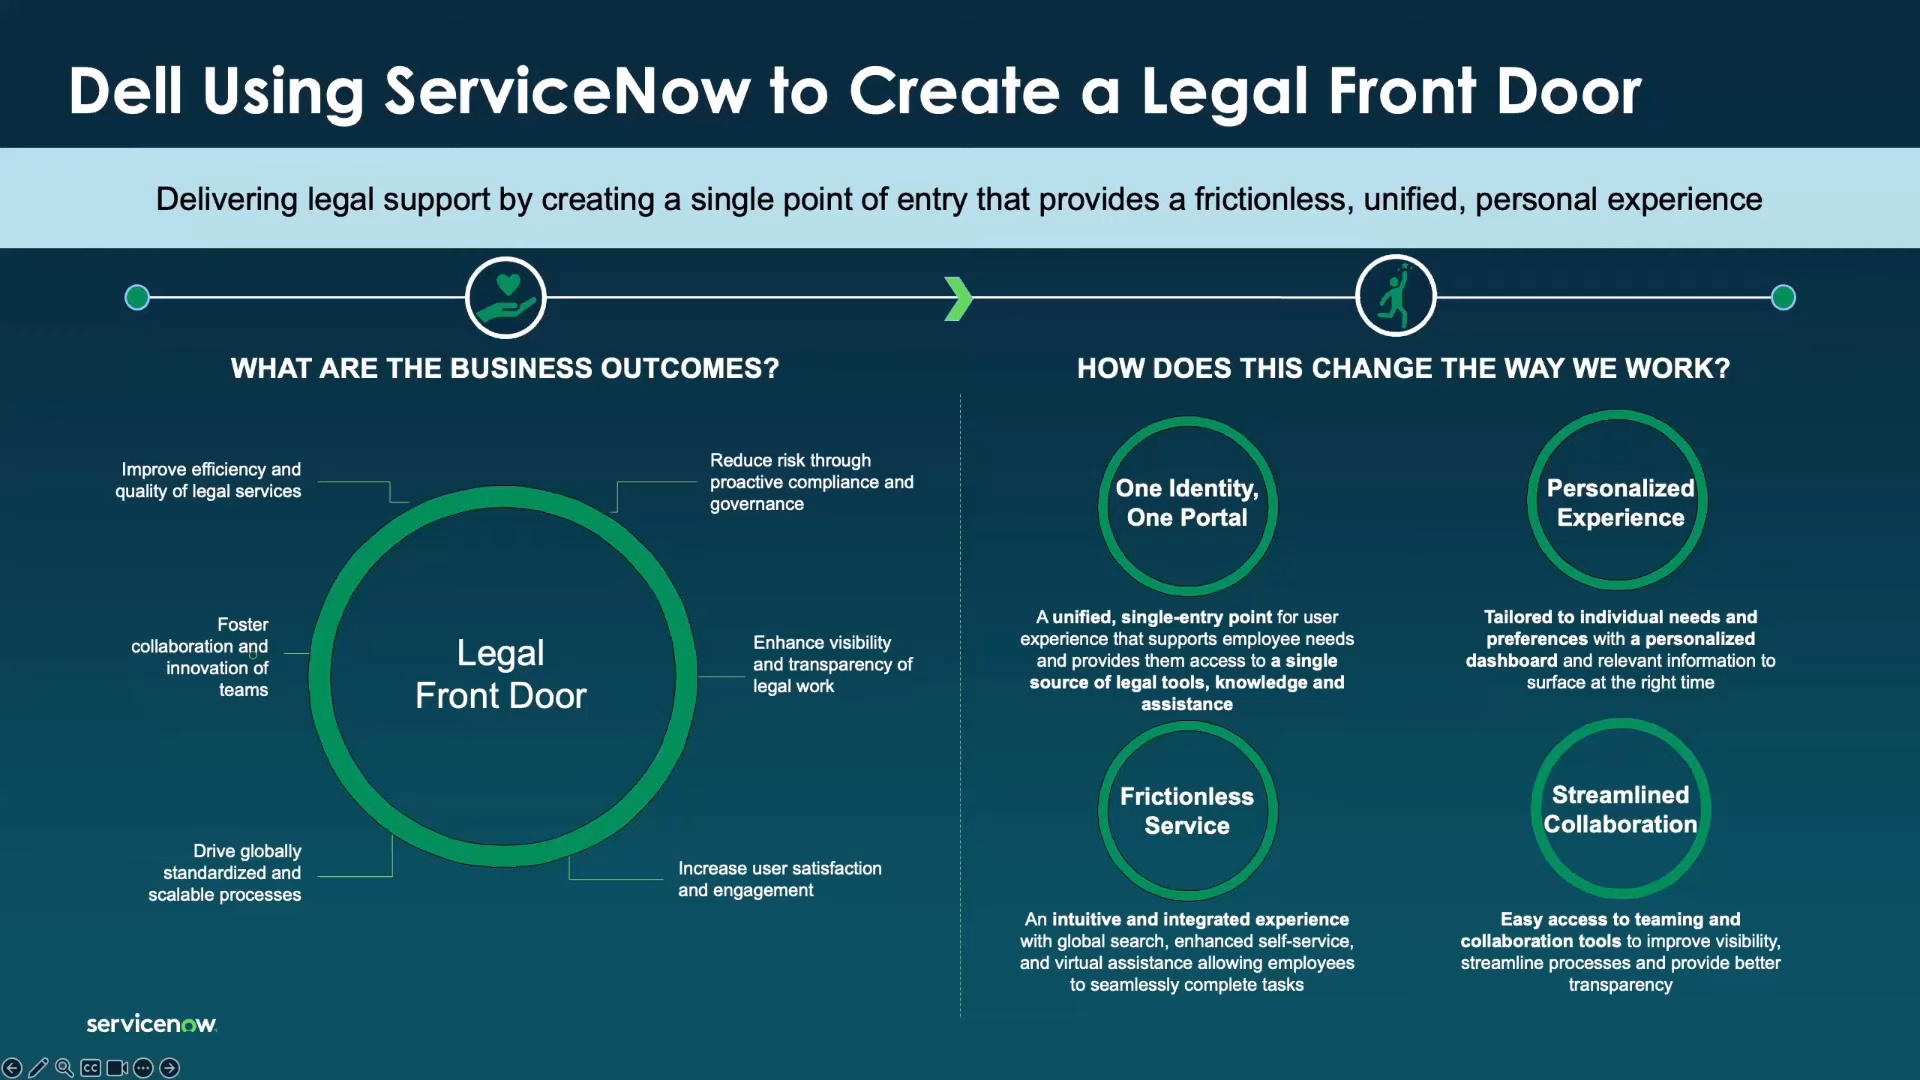 Dell Using ServiceNow to Create a Legal Front Door
Delivering legal support by creating a single point of entry that provides a frictionless, unified, personal experience
WHAT ARE THE BUSINESS OUTCOMES?
Improve efficiency and
quality of legal services
Reduce risk through
proactive compliance and
governance
Foster
collaboration and
innovation of
teams
Legal
Front Door
Enhance visibility
and transparency of
legal work
Drive globally
standardized and
scalable processes
Increase user satisfaction
and engagement
HOW DOES THIS CHANGE THE WAY WE WORK?
One Identity,
One Portal
A unified, single-entry point for user
experience that supports employee needs
and provides them access to a single
source of legal tools, knowledge and
assistance
Personalized
Experience
Tailored to individual needs and
preferences with a personalized
dashboard and relevant information to
surface at the right time
Frictionless
Service
An intuitive and integrated experience
with global search, enhanced self-service,
and virtual assistance allowing employees
to seamlessly complete tasks
Streamlined
Collaboration
Easy access to teaming and
collaboration tools to improve visibility,
streamline processes and provide better
transparency
servicenow
CC